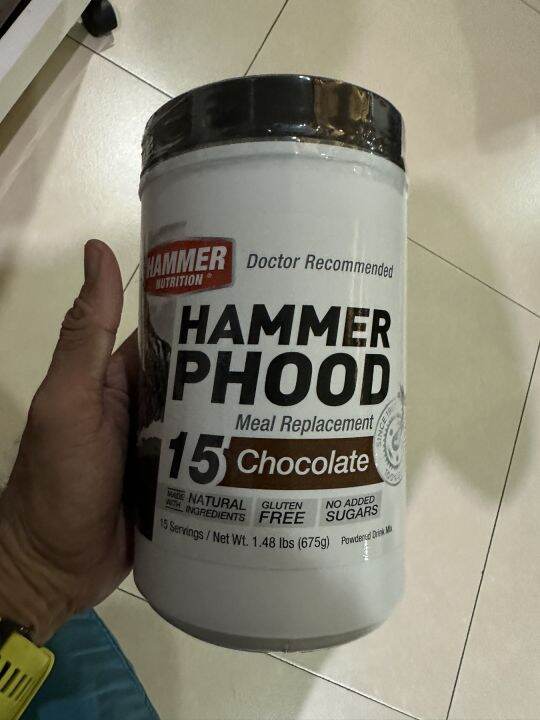 HAMMER
NUTRITION®
Doctor Recommended
HAMMER
PHOOD
Meal Replacement
15 Chocolate
MADE WITH NATURAL INGREDIENTS
GLUTEN FREE
NO ADDED SUGARS
15 Servings / Net Wt. 1.48 lbs (675g)
Powdered Drink Mix
SINCE